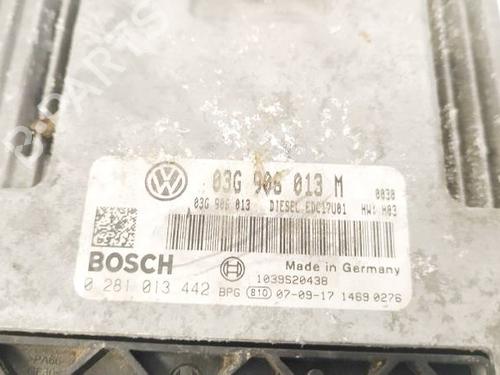 03G 906 013 M 0030
03G 906 013 DIESEL EDC17U01 HW: H03
BOSCH
Made in Germany
1039S20438
0 281 013 442 BPG 810 07-09-17 1469 0276